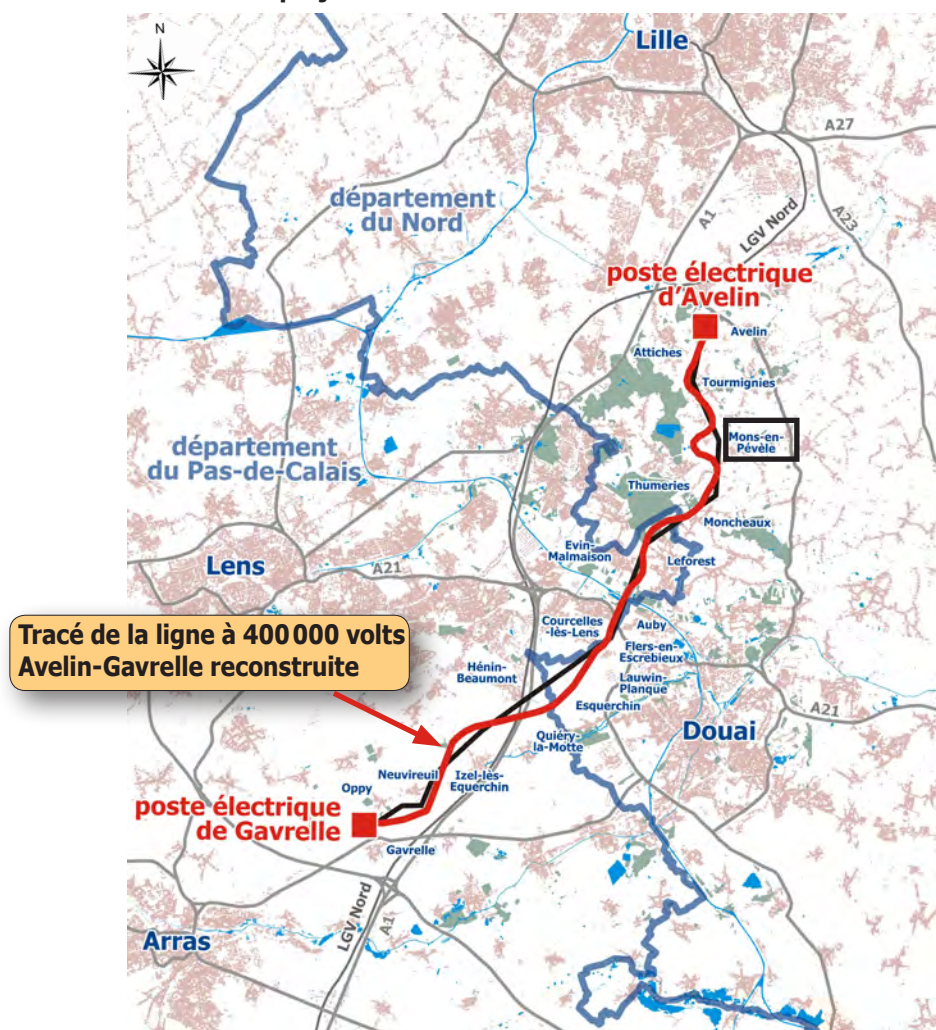 N
Lille
A27
département
du Nord
A1
LGV Nord
A23
poste électrique
d'Avelin
Avelin
Attiches
Tourmignies
Mons-en-
Pévèle
département
du Pas-de-Calais
Thumeries
Moncheaux
Evin-
Malmaison
Leforest
Lens
A21
Courcelles
-lès-Lens
Auby
Tracé de la ligne à 400 000 volts
Avelin-Gavrelle reconstruite
Flers-en-
Escrebieux
Hénin-
Beaumont
Lauwin-
Planque
Esquerchin
A21
Douai
Quiéry-
la-Motte
Neuvireuil
Izel-lès-
Equerchin
Oppy
poste électrique
de Gavrelle
Gavrelle
LGV Nord
A1
Arras